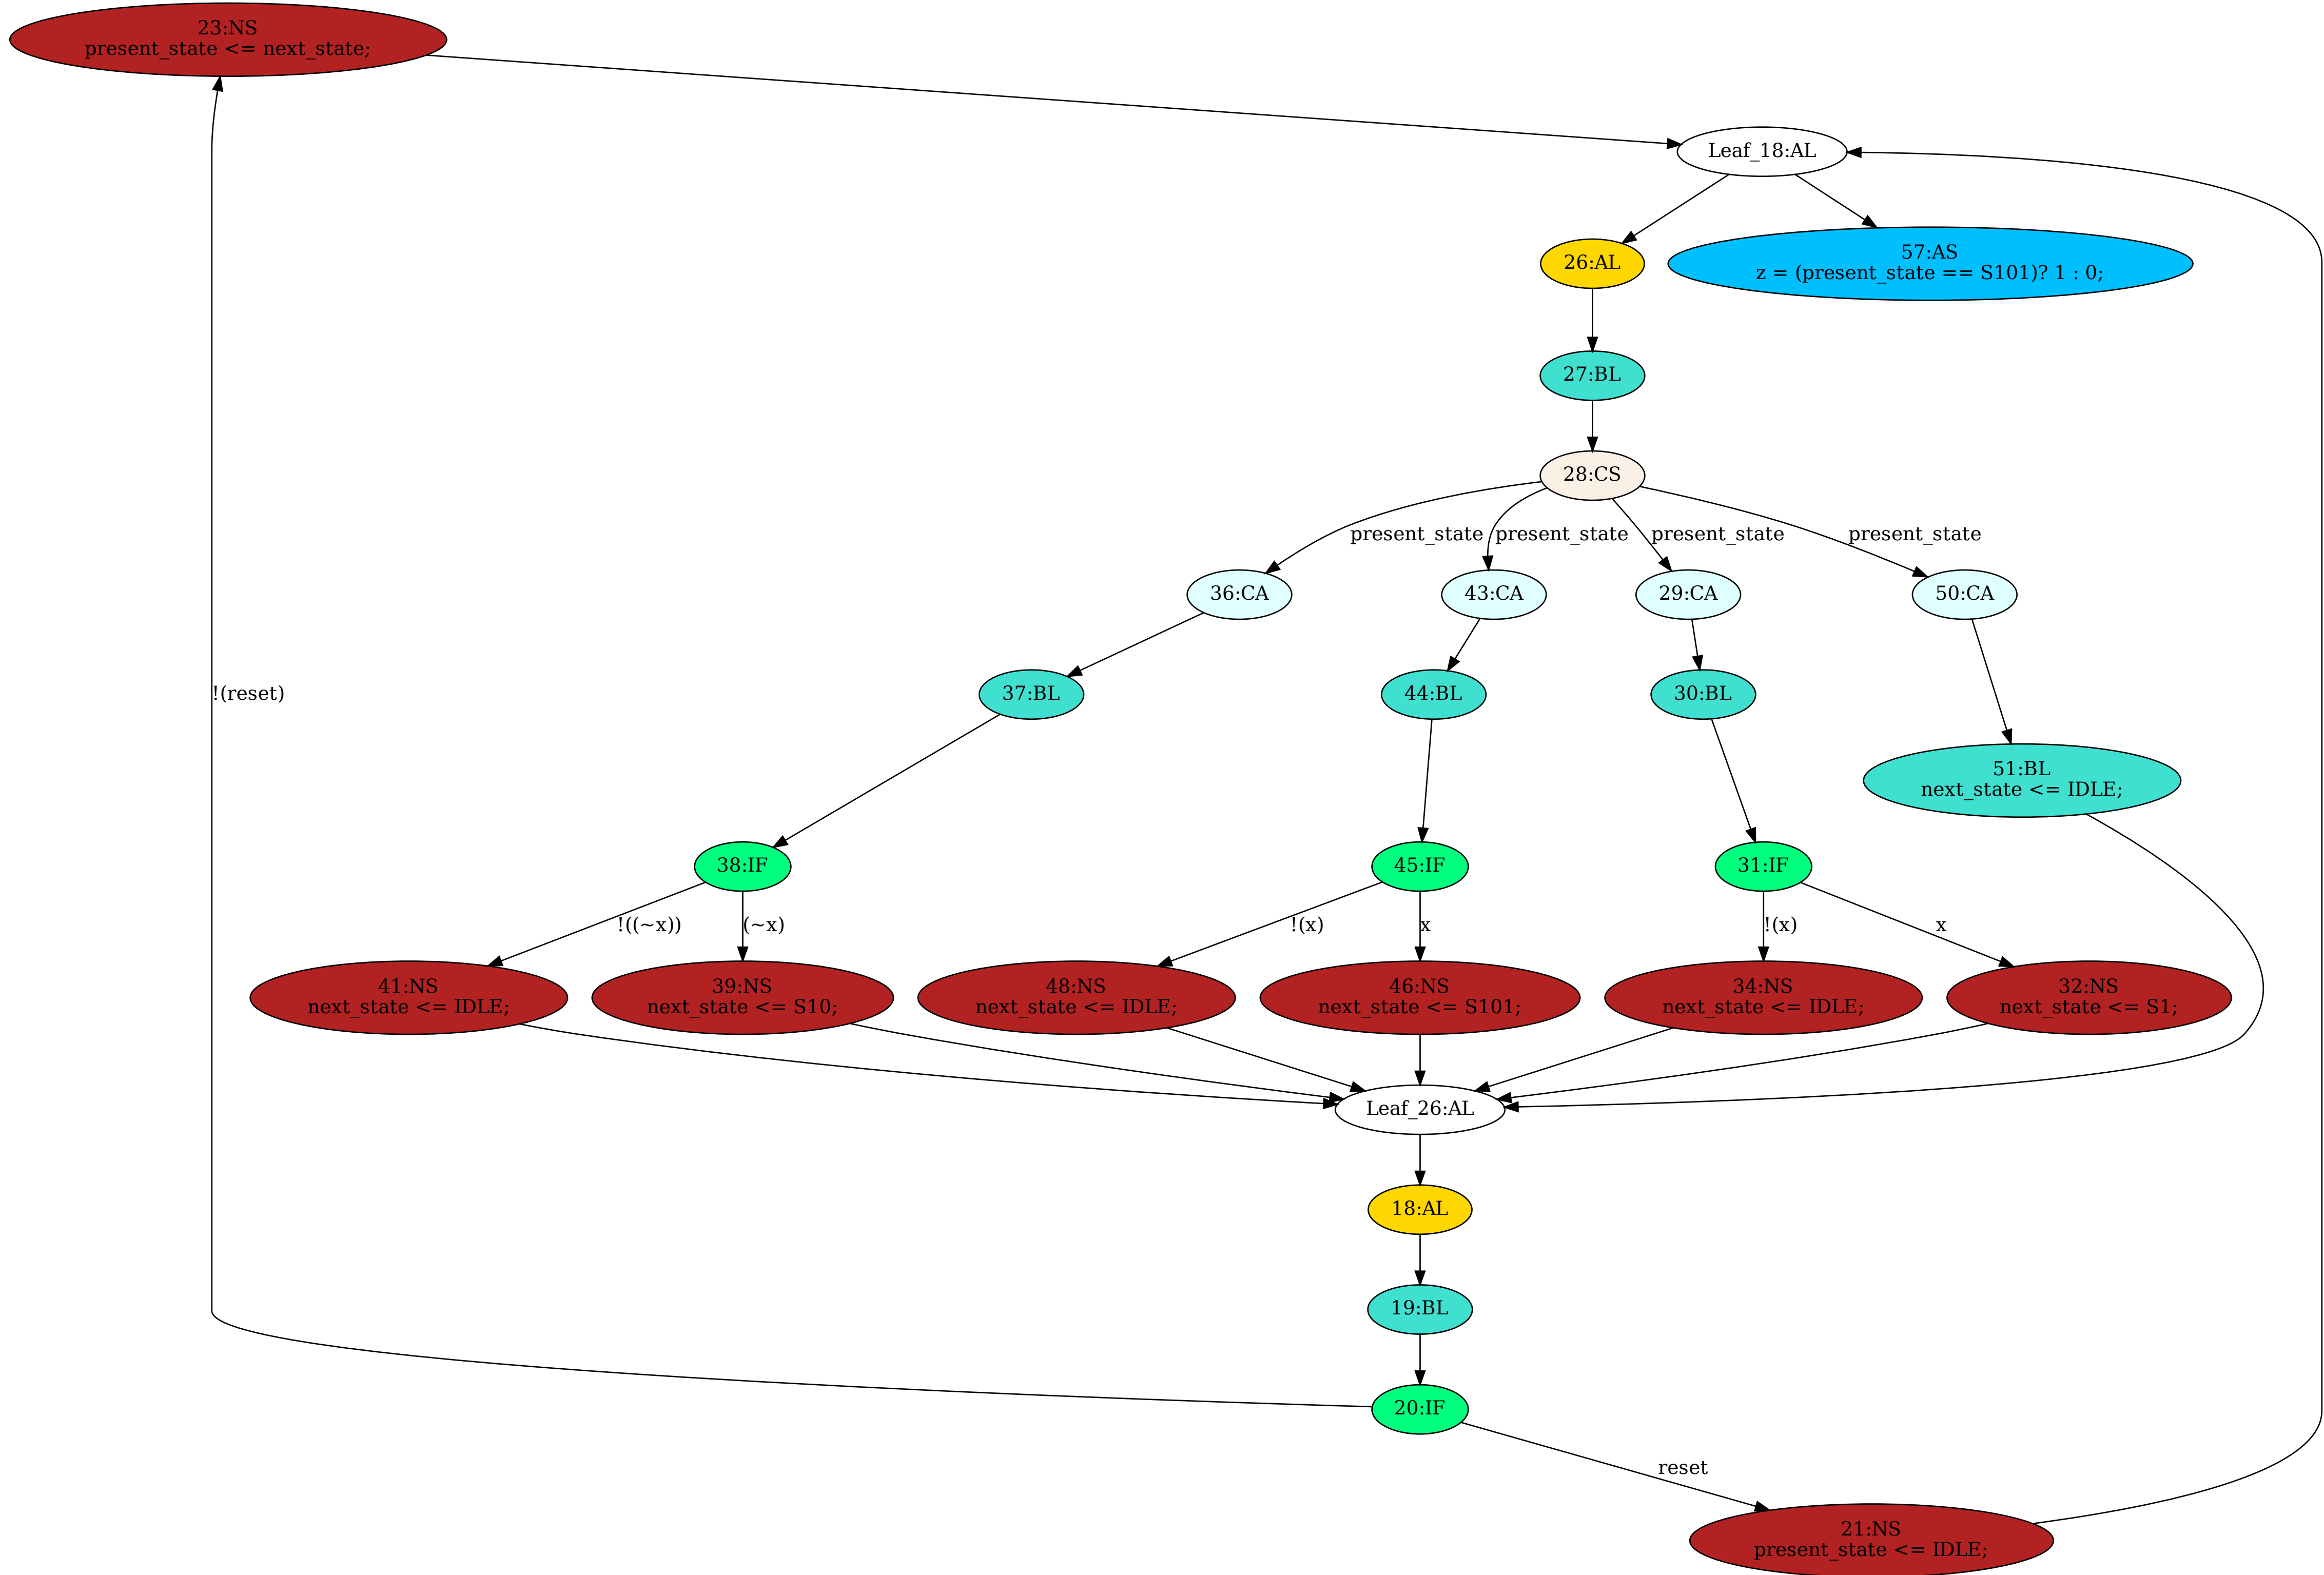 23:NS
present_state <= next_state;
Leaf_18:AL
26:AL
57:AS
z = (present_state == S101)? 1 : 0;
27:BL
28:CS
present_state
present_state
present_state
present_state
36:CA
43:CA
29:CA
50:CA
!(reset)
37:BL
44:BL
30:BL
51:BL
next_state <= IDLE;
38:IF
45:IF
31:IF
!((~x))
(~x)
!(x)
x
!(x)
x
41:NS
next_state <= IDLE;
39:NS
next_state <= S10;
48:NS
next_state <= IDLE;
46:NS
next_state <= S101;
34:NS
next_state <= IDLE;
32:NS
next_state <= S1;
Leaf_26:AL
18:AL
19:BL
20:IF
reset
21:NS
present_state <= IDLE;